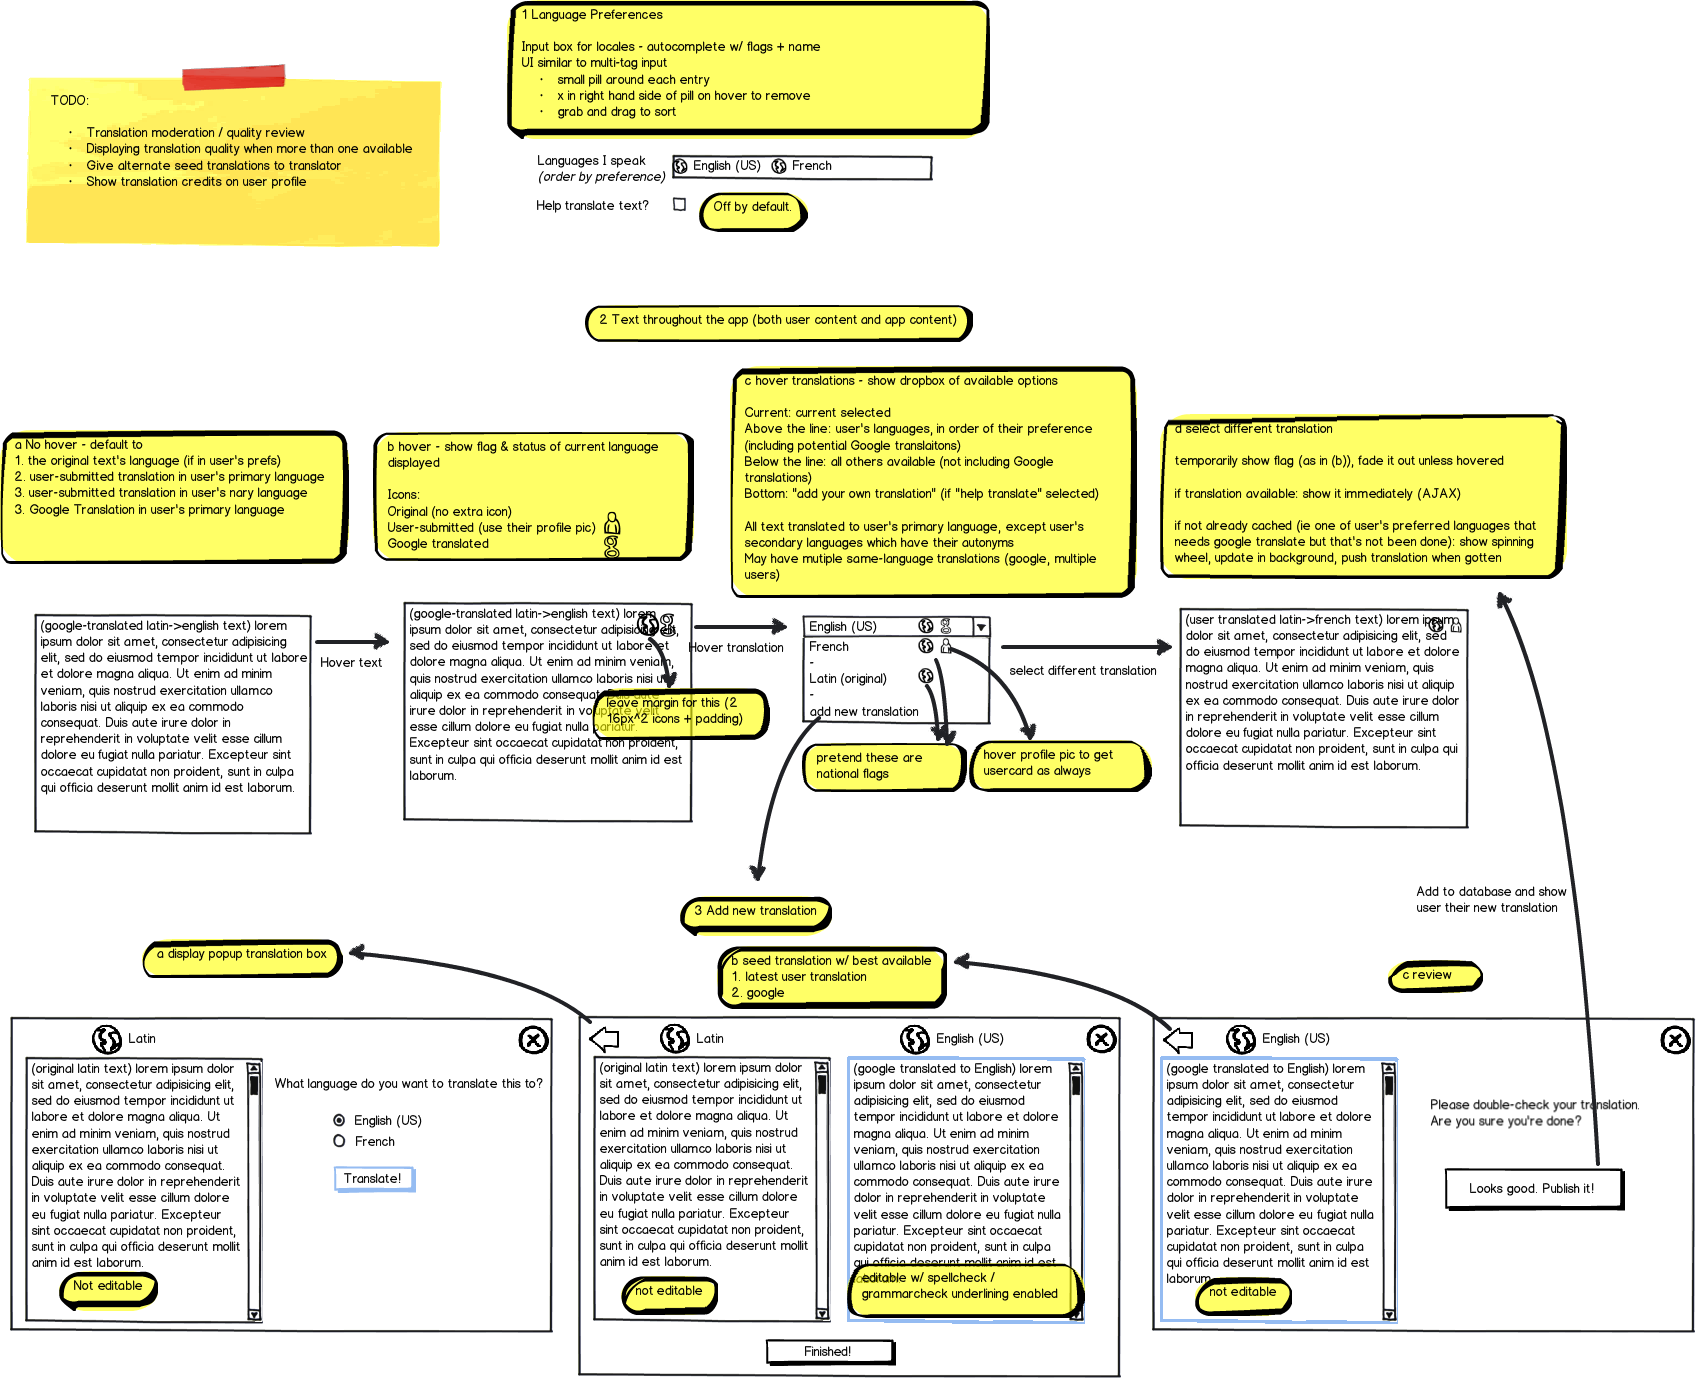 1 Language Preferences
Input box for locales - autocomplete w/ flags + name
UI similar to multi-tag input
· small pill around each entry
· x in right hand side of pill on hover to remove
· grab and drag to sort
TODO:
· Translation moderation / quality review
· Displaying translation quality when more than one available
· Give alternate seed translations to translator
· Show translation credits on user profile
Languages I speak
(order by preference)
English (US) French
Help translate text?
Off by default.
2 Text throughout the app (both user content and app content)
a No hover - default to
1. the original text's language (if in user's prefs)
2. user-submitted translation in user's primary language
3. user-submitted translation in user's nary language
3. Google Translation in user's primary language
b hover - show flag & status of current language
displayed
Icons:
Original (no extra icon)
User-submitted (use their profile pic)
Google translated
c hover translations - show dropbox of available options
Current: current selected
Above the line: user's languages, in order of their preference
(including potential Google translaitons)
Below the line: all others available (not including Google
translations)
Bottom: "add your own translation" (if "help translate" selected)
All text translated to user's primary language, except user's
secondary languages which have their autonyms
May have mutiple same-language translations (google, multiple
users)
d select different translation
temporarily show flag (as in (b)), fade it out unless hovered
if translation available: show it immediately (AJAX)
if not already cached (ie one of user's preferred languages that
needs google translate but that's not been done): show spinning
wheel, update in background, push translation when gotten
(google-translated latin->english text) lorem
ipsum dolor sit amet, consectetur adipisicing
elit, sed do eiusmod tempor incididunt ut labore
et dolore magna aliqua. Ut enim ad minim
veniam, quis nostrud exercitation ullamco
laboris nisi ut aliquip ex ea commodo
consequat. Duis aute irure dolor in
reprehenderit in voluptate velit esse cillum
dolore eu fugiat nulla pariatur. Excepteur sint
occaecat cupidatat non proident, sunt in culpa
qui officia deserunt mollit anim id est laborum.
Hover text
(google-translated latin->english text) lorem
ipsum dolor sit amet, consectetur adipisicing elit,
sed do eiusmod tempor incididunt ut labore et
dolore magna aliqua. Ut enim ad minim veniam,
quis nostrud exercitation ullamco laboris nisi ut
aliquip ex ea commodo consequat. Duis aute
irure dolor in reprehenderit in voluptate velit
esse cillum dolore eu fugiat nulla pariatur.
Excepteur sint occaecat cupidatat non proident,
sunt in culpa qui officia deserunt mollit anim id est
laborum.
leave margin for this (2
16px^2 icons + padding)
Hover translation
English (US)
French
-
Latin (original)
-
add new translation
pretend these are
national flags
hover profile pic to get
usercard as always
select different translation
(user translated latin->french text) lorem ipsum
dolor sit amet, consectetur adipisicing elit, sed
do eiusmod tempor incididunt ut labore et dolore
magna aliqua. Ut enim ad minim veniam, quis
nostrud exercitation ullamco laboris nisi ut
aliquip ex ea commodo consequat. Duis aute
irure dolor
in reprehenderit in voluptate velit esse cillum
dolore eu fugiat nulla pariatur. Excepteur sint
occaecat cupidatat non proident, sunt in culpa qui
officia deserunt mollit anim id est laborum.
3 Add new translation
Add to database and show
user their new translation
a display popup translation box
b seed translation w/ best available
1. latest user translation
2. google
c review
Latin
(original latin text) lorem ipsum dolor
sit amet, consectetur adipisicing elit,
sed do eiusmod tempor incididunt ut
labore et dolore magna aliqua. Ut
enim ad minim veniam, quis nostrud
exercitation ullamco laboris nisi ut
aliquip ex ea commodo consequat.
Duis aute irure dolor in reprehenderit
in voluptate velit esse cillum dolore
eu fugiat nulla pariatur. Excepteur
sint occaecat cupidatat non proident,
sunt in culpa qui officia deserunt mollit
anim id est laborum.
Not editable
What language do you want to translate this to?
English (US)
French
Translate!
Latin
(original latin text) lorem ipsum dolor
sit amet, consectetur adipisicing elit,
sed do eiusmod tempor incididunt ut
labore et dolore magna aliqua. Ut
enim ad minim veniam, quis nostrud
exercitation ullamco laboris nisi ut
aliquip ex ea commodo consequat.
Duis aute irure dolor in reprehenderit
in voluptate velit esse cillum dolore
eu fugiat nulla pariatur. Excepteur
sint occaecat cupidatat non proident,
sunt in culpa qui officia deserunt mollit
anim id est laborum.
not editable
English (US)
(google translated to English) lorem
ipsum dolor sit amet, consectetur
adipisicing elit, sed do eiusmod
tempor incididunt ut labore et dolore
magna aliqua. Ut enim ad minim
veniam, quis nostrud exercitation
ullamco laboris nisi ut aliquip ex ea
commodo consequat. Duis aute irure
dolor in reprehenderit in voluptate
velit esse cillum dolore eu fugiat nulla
pariatur. Excepteur sint occaecat
cupidatat non proident, sunt in culpa
qui officia deserunt mollit anim id est
editable w/ spellcheck /
grammarcheck underlining enabled
Finished!
English (US)
(google translated to English) lorem
ipsum dolor sit amet, consectetur
adipisicing elit, sed do eiusmod
tempor incididunt ut labore et dolore
magna aliqua. Ut enim ad minim
veniam, quis nostrud exercitation
ullamco laboris nisi ut aliquip ex ea
commodo consequat. Duis aute irure
dolor in reprehenderit in voluptate
velit esse cillum dolore eu fugiat nulla
pariatur. Excepteur sint occaecat
cupidatat non proident, sunt in culpa
qui officia deserunt mollit anim id est
laborum.
not editable
Please double-check your translation.
Are you sure you're done?
Looks good. Publish it!